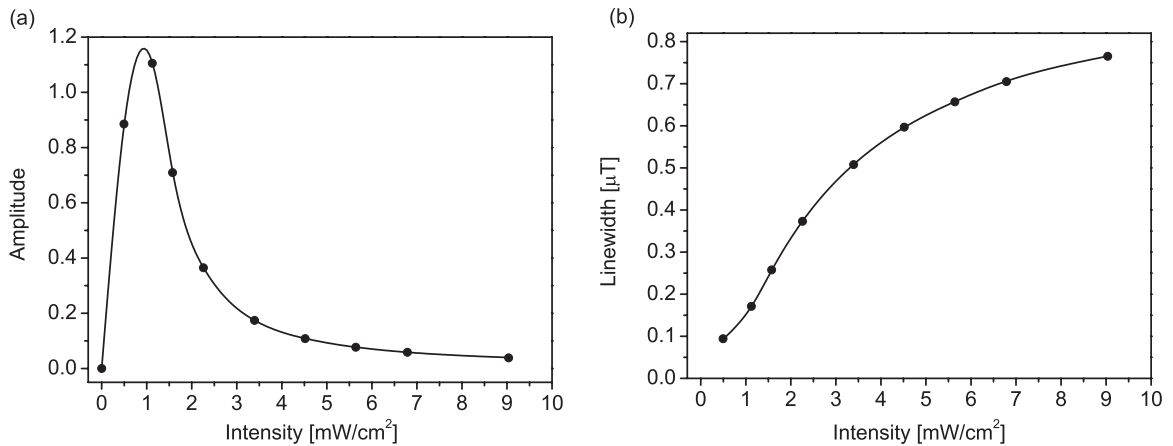 (a)
1.2
1.0
0.8
0.6
0.4
0.2
0.0
Amplitude
0 1 2 3 4 5 6 7 8 9 10
Intensity [mW/cm²]
(b)
0.8
0.7
0.6
0.5
0.4
0.3
0.2
0.1
0.0
Linewidth [μT]
0 1 2 3 4 5 6 7 8 9 10
Intensity [mW/cm²]